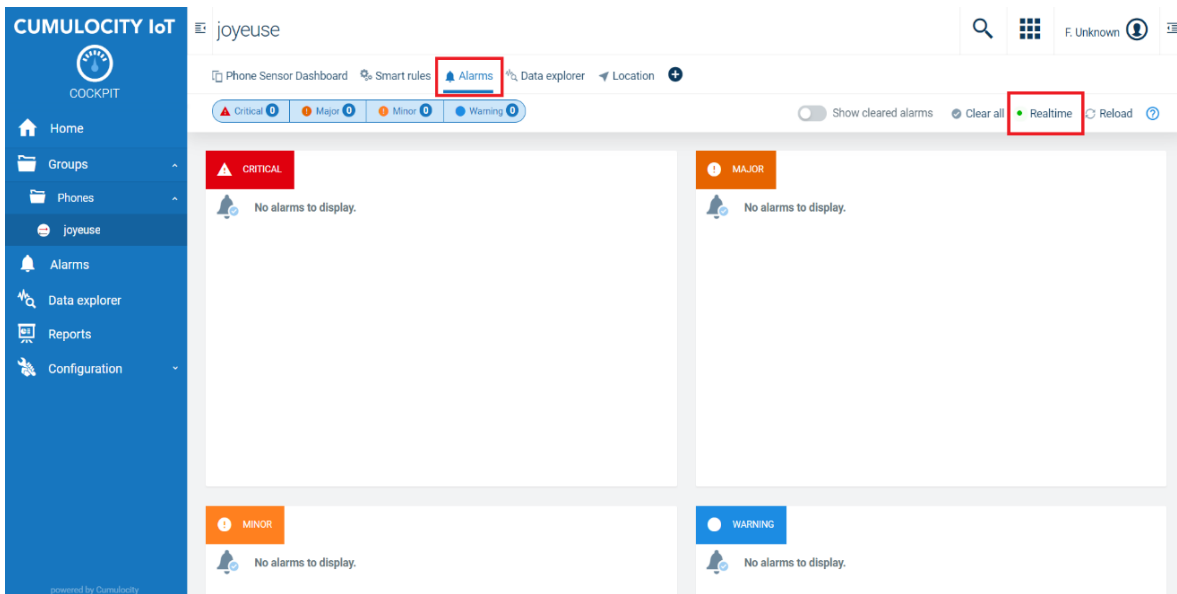 CUMULOCITY IoT
COCKPIT
Home
Groups
Phones
joyeuse
Alarms
Data explorer
Reports
Configuration
powered by Cumulocity
joyeuse
F. Unknown
Phone Sensor Dashboard Smart rules Alarms Data explorer Location
Critical 0 Major 0 Minor 0 Warning 0 Show cleared alarms Clear all Realtime Reload ?
CRITICAL
No alarms to display.
MAJOR
No alarms to display.
MINOR
No alarms to display.
WARNING
No alarms to display.